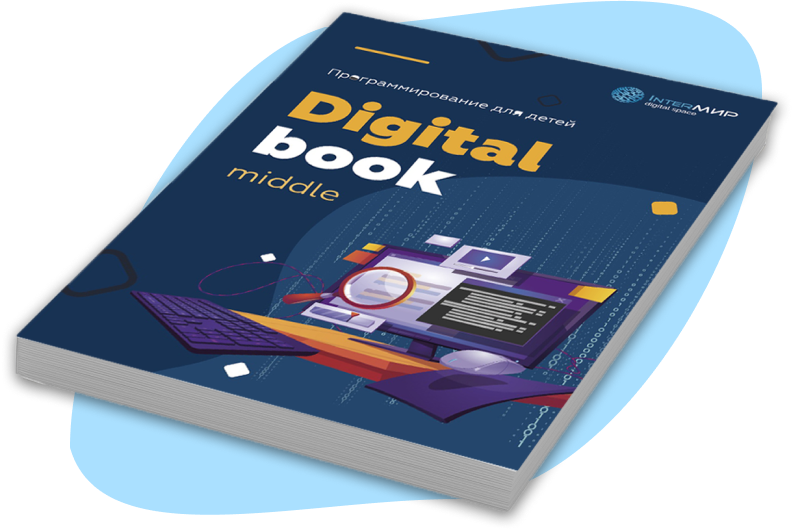 Программирование для детей
Digital
book
middle
INTERМИР
digital space